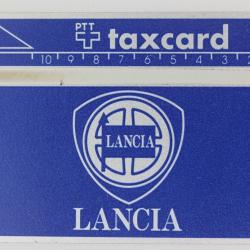 PTT
taxcard
10 9 8 7 6 5 4 3 2
LANCIA
LANCIA